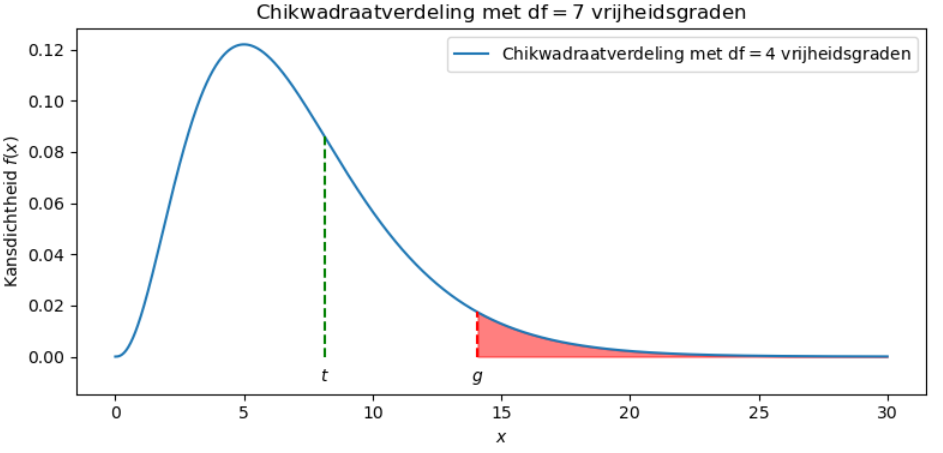 Chikwadraatverdeling met df = 7 vrijheidsgraden
Chikwadraatverdeling met df = 4 vrijheidsgraden
Kansdichtheid f(x)
0.12
0.10
0.08
0.06
0.04
0.02
0.00
t
g
0
5
10
15
20
25
30
x